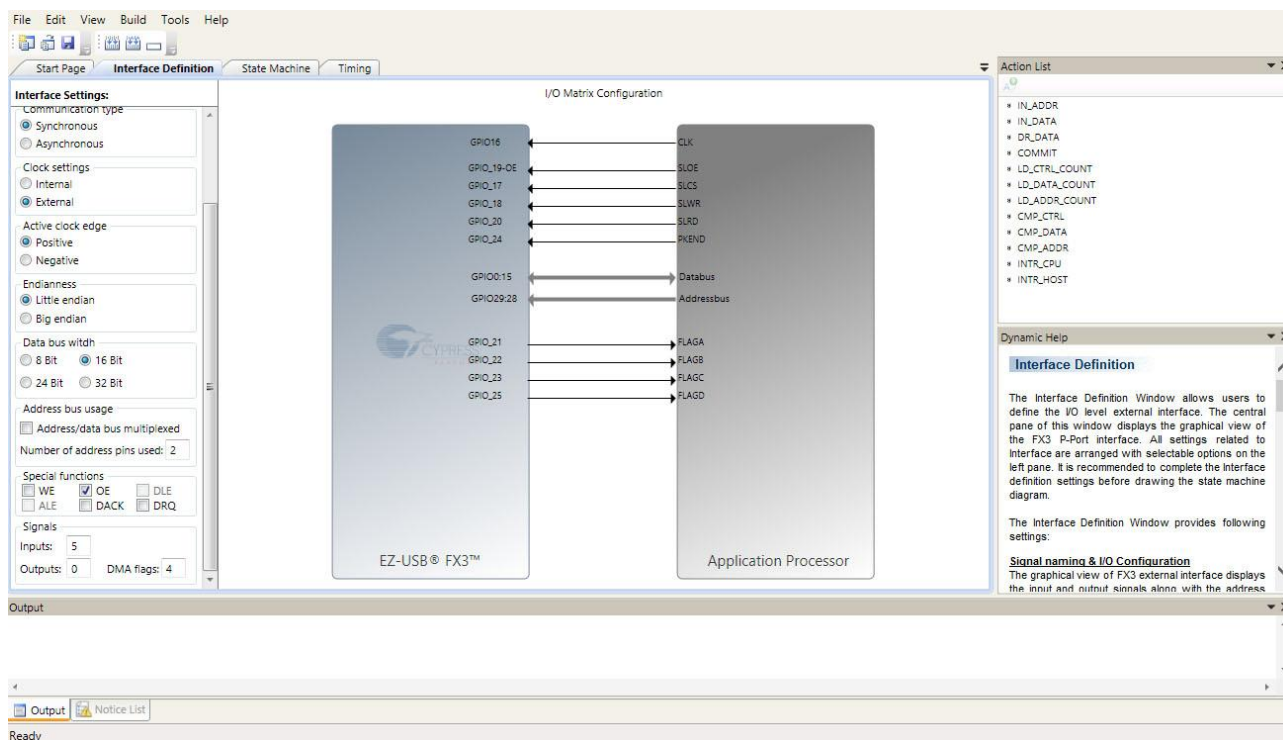 File Edit View Build Tools Help
Start Page Interface Definition State Machine Timing
Interface Settings:
Communication type
Synchronous
Asynchronous
Clock settings
Internal
External
Active clock edge
Positive
Negative
Endianness
Little endian
Big endian
Data bus witdh
8 Bit 16 Bit
24 Bit 32 Bit
Address bus usage
Address/data bus multiplexed
Number of address pins used: 2
Special functions
WE OE DLE
ALE DACK DRQ
Signals
Inputs: 5
Outputs: 0 DMA flags: 4
I/O Matrix Configuration
GPIO16 CLK
GPIO_19-OE SLOE
GPIO_17 SLCS
GPIO_18 SLWR
GPIO_20 SLRD
GPIO_24 PKEND
GPIO0:15 Databus
GPIO29:28 Addressbus
CYPRESS
GPIO_21 FLAGA
GPIO_22 FLAGB
GPIO_23 FLAGC
GPIO_25 FLAGD
EZ-USB® FX3™ Application Processor
Action List
IN_ADDR
IN_DATA
DR_DATA
COMMIT
LD_CTRL_COUNT
LD_DATA_COUNT
LD_ADDR_COUNT
CMP_CTRL
CMP_DATA
CMP_ADDR
INTR_CPU
INTR_HOST
Dynamic Help
Interface Definition
The Interface Definition Window allows users to
define the I/O level external interface. The central
pane of this window displays the graphical view of
the FX3 P-Port interface. All settings related to
Interface are arranged with selectable options on the
left pane. It is recommended to complete the Interface
definition settings before drawing the state machine
diagram.
The Interface Definition Window provides following
settings:
Signal naming & I/O Configuration
The graphical view of FX3 external interface displays
the input and output signals along with the address
Output
Output Notice List
Ready